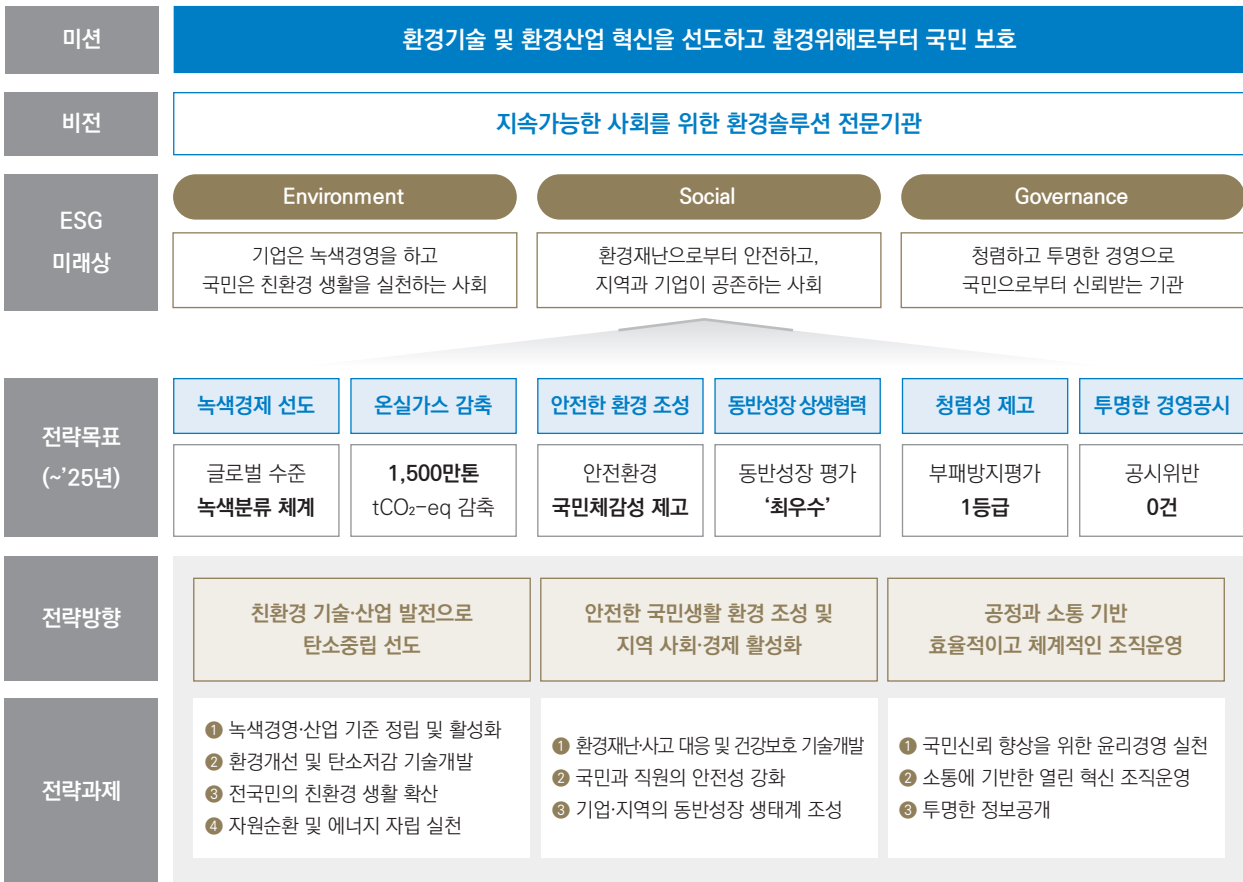 미션
환경기술 및 환경산업 혁신을 선도하고 환경위해로부터 국민 보호
비전
지속가능한 사회를 위한 환경솔루션 전문기관
ESG
미래상
Environment
기업은 녹색경영을 하고
국민은 친환경 생활을 실천하는 사회
Social
환경재난으로부터 안전하고,
지역과 기업이 공존하는 사회
Governance
청렴하고 투명한 경영으로
국민으로부터 신뢰받는 기관
전략목표
(~’25년)
녹색경제 선도
글로벌 수준
녹색분류 체계
온실가스 감축
1,500만톤
tCO₂-eq 감축
안전한 환경 조성
안전환경
국민체감성 제고
동반성장 상생협력
동반성장 평가
‘최우수’
청렴성 제고
부패방지평가
1등급
투명한 경영공시
공시위반
0건
전략방향
친환경 기술·산업 발전으로
탄소중립 선도
안전한 국민생활 환경 조성 및
지역 사회·경제 활성화
공정과 소통 기반
효율적이고 체계적인 조직운영
전략과제
❶ 녹색경영·산업 기준 정립 및 활성화
❷ 환경개선 및 탄소저감 기술개발
❸ 전국민의 친환경 생활 확산
❹ 자원순환 및 에너지 자립 실천
❶ 환경재난·사고 대응 및 건강보호 기술개발
❷ 국민과 직원의 안전성 강화
❸ 기업·지역의 동반성장 생태계 조성
❶ 국민신뢰 향상을 위한 윤리경영 실천
❷ 소통에 기반한 열린 혁신 조직운영
❸ 투명한 정보공개